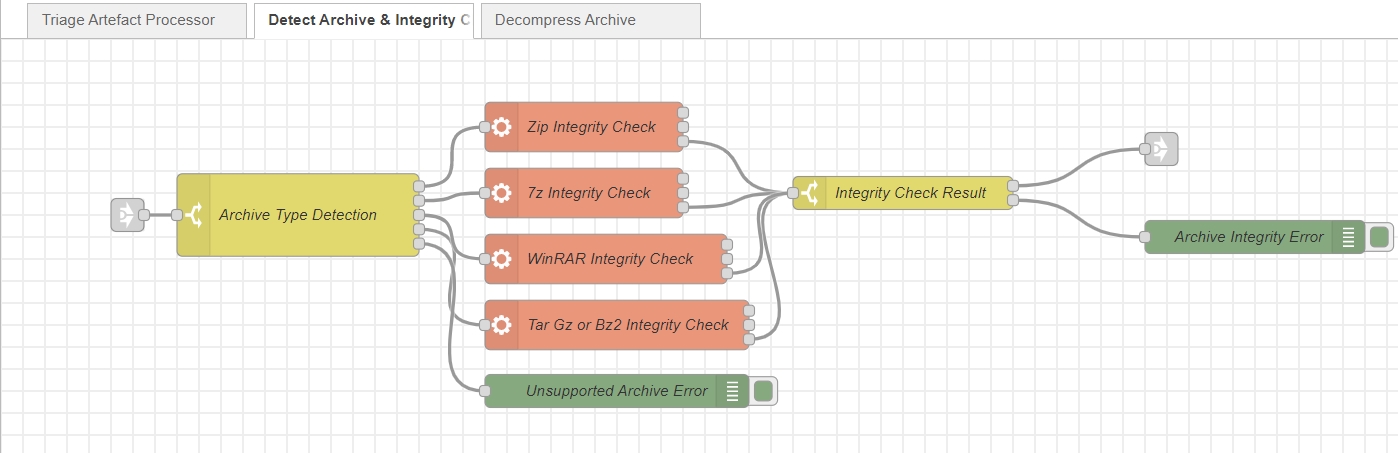 Triage Artefact Processor
Detect Archive & Integrity C
Decompress Archive
Zip Integrity Check
7z Integrity Check
Archive Type Detection
Integrity Check Result
Archive Integrity Error
WinRAR Integrity Check
Tar Gz or Bz2 Integrity Check
Unsupported Archive Error